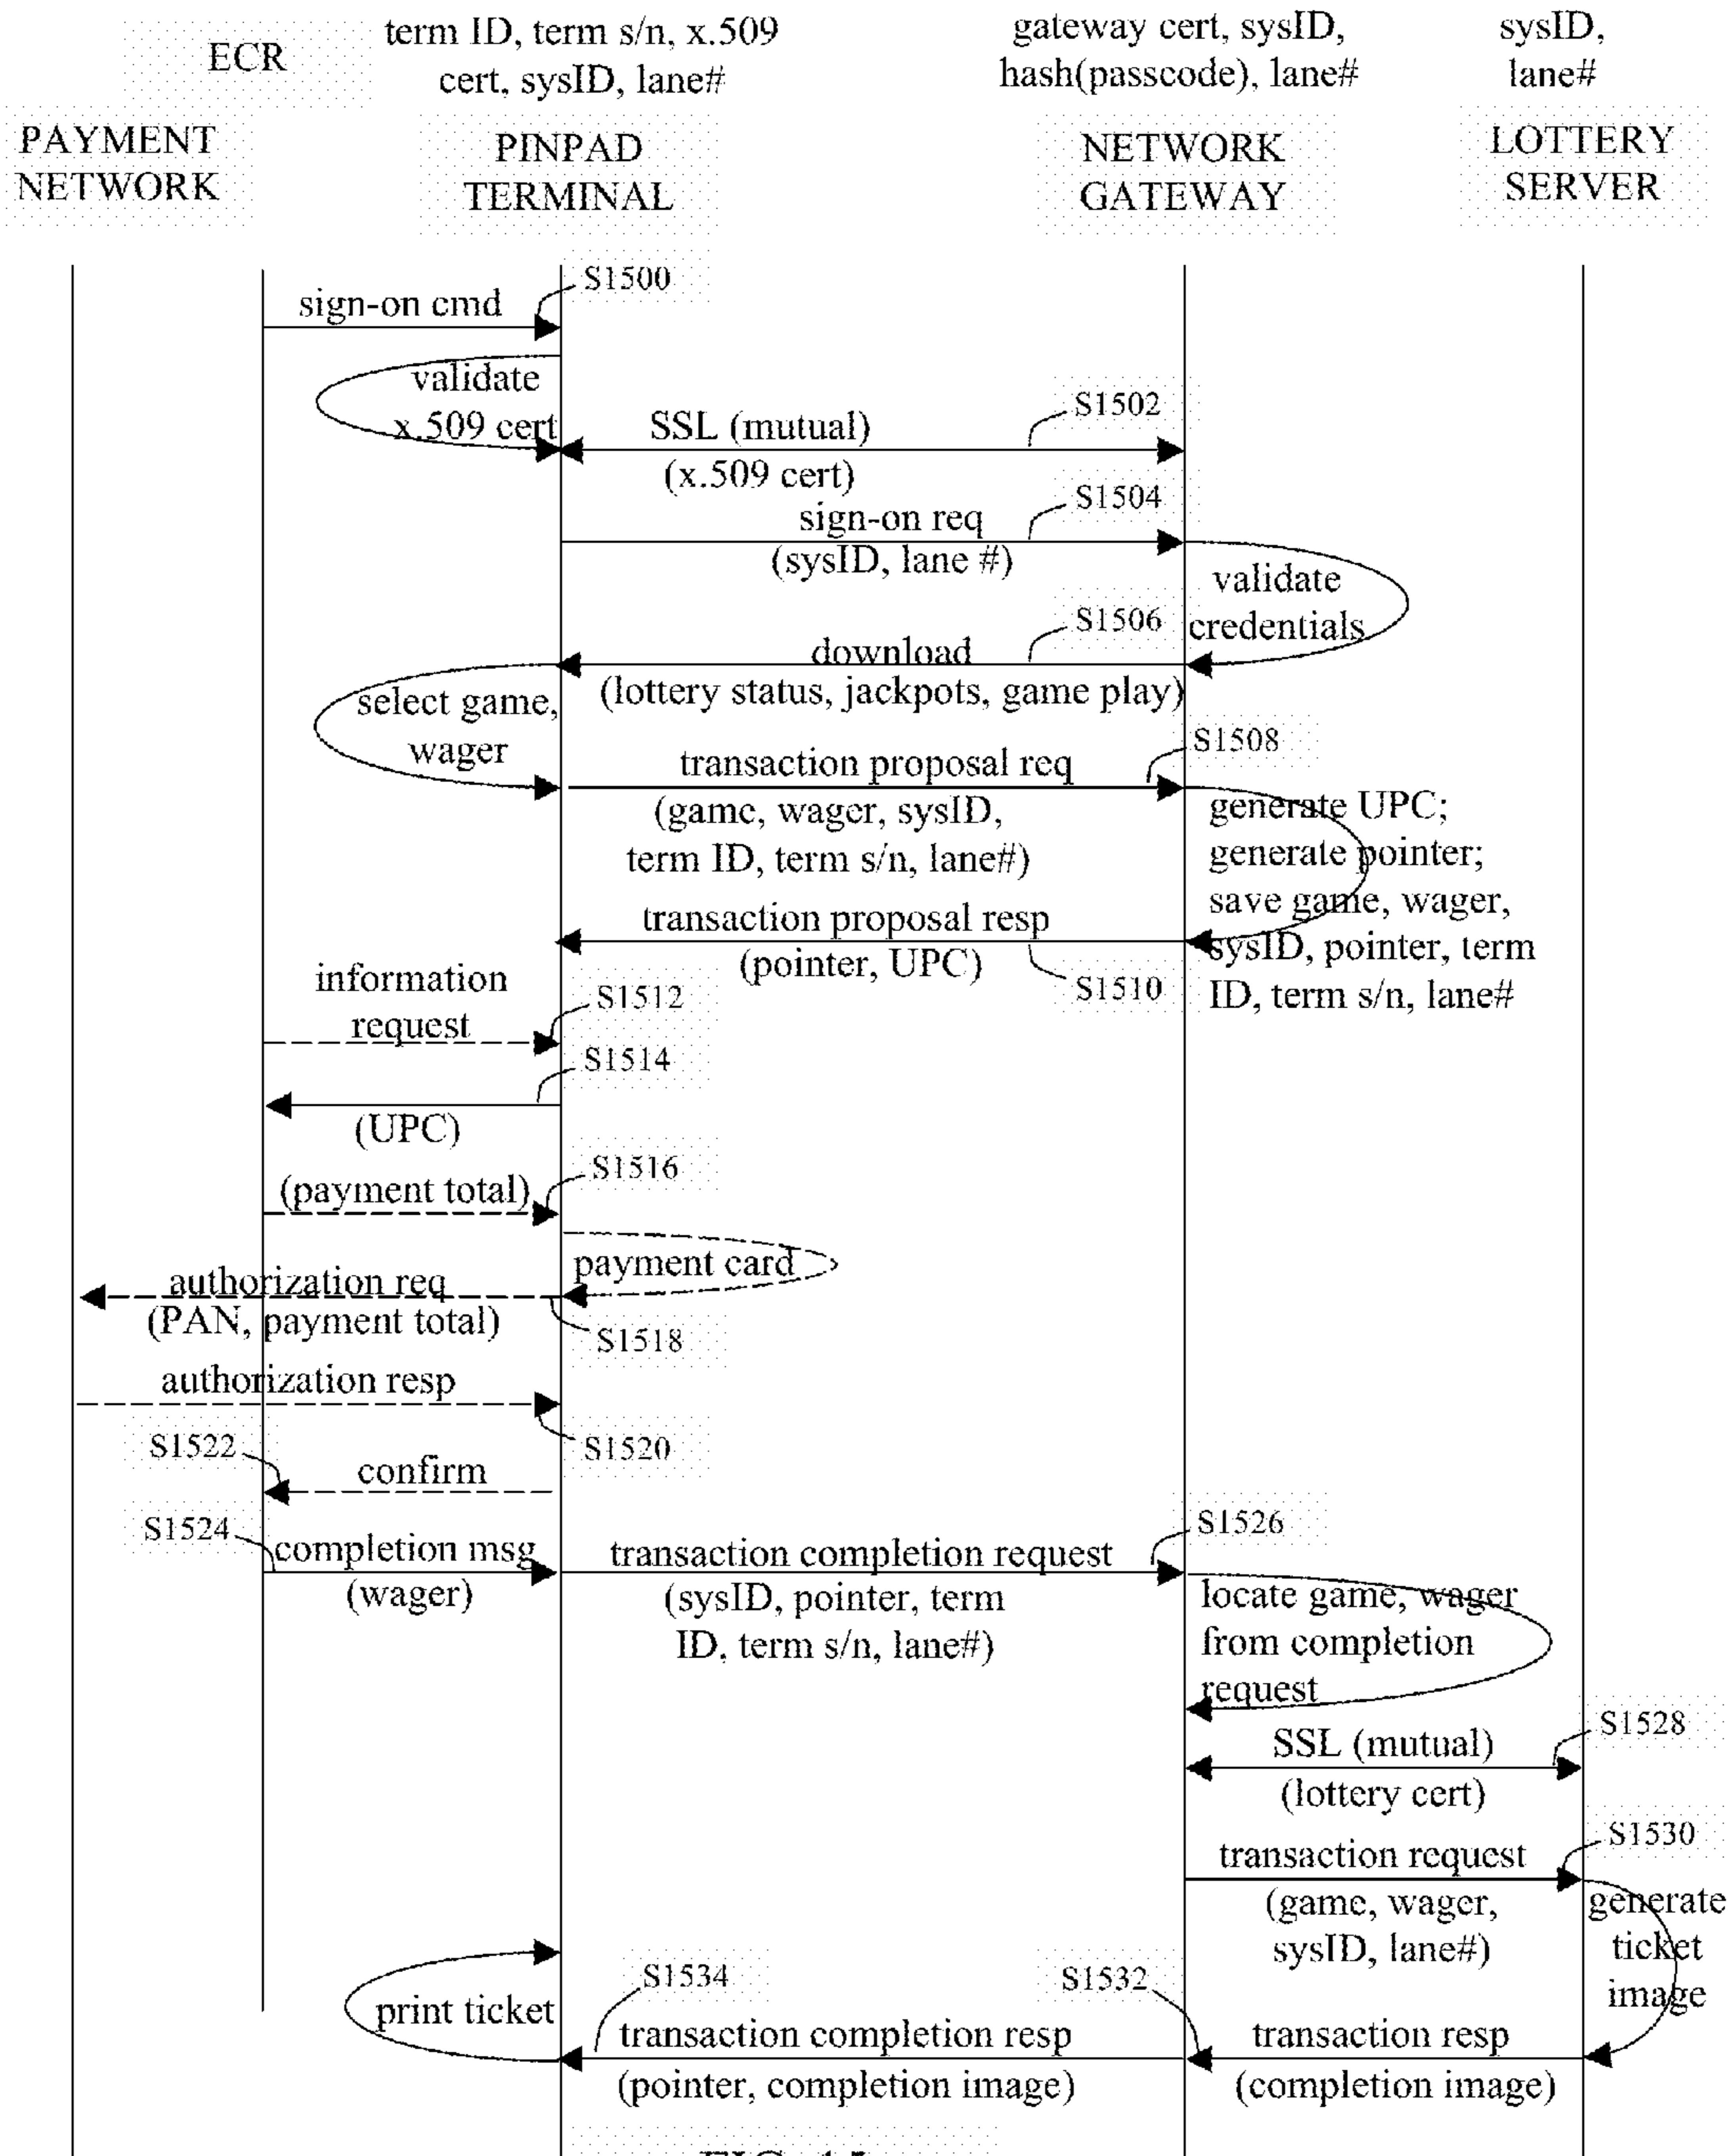 ECR
term ID, term s/n, x.509
cert, sysID, lane#
gateway cert, sysID,
hash(passcode), lane#
sysID,
lane#
PAYMENT
NETWORK
PINPAD
TERMINAL
NETWORK
GATEWAY
LOTTERY
SERVER
S1500
sign-on cmd
validate
x.509 cert
S1502
SSL (mutual)
(x.509 cert)
S1504
sign-on req
(sysID, lane #)
validate
credentials
S1506
download
(lottery status, jackpots, game play)
select game,
wager
S1508
transaction proposal req
(game, wager, sysID,
term ID, term s/n, lane#)
generate UPC;
generate pointer;
save game, wager,
sysID, pointer, term
ID, term s/n, lane#
transaction proposal resp
(pointer, UPC)
S1510
information
request
S1512
S1514
(UPC)
S1516
(payment total)
payment card
authorization req
(PAN, payment total)
S1518
authorization resp
S1520
S1522
confirm
S1524
completion msg
(wager)
S1526
transaction completion request
(sysID, pointer, term
ID, term s/n, lane#)
locate game, wager
from completion
request
S1528
SSL (mutual)
(lottery cert)
S1530
transaction request
(game, wager,
sysID, lane#)
generate
ticket
image
S1534
S1532
print ticket
transaction completion resp
(pointer, completion image)
transaction resp
(completion image)